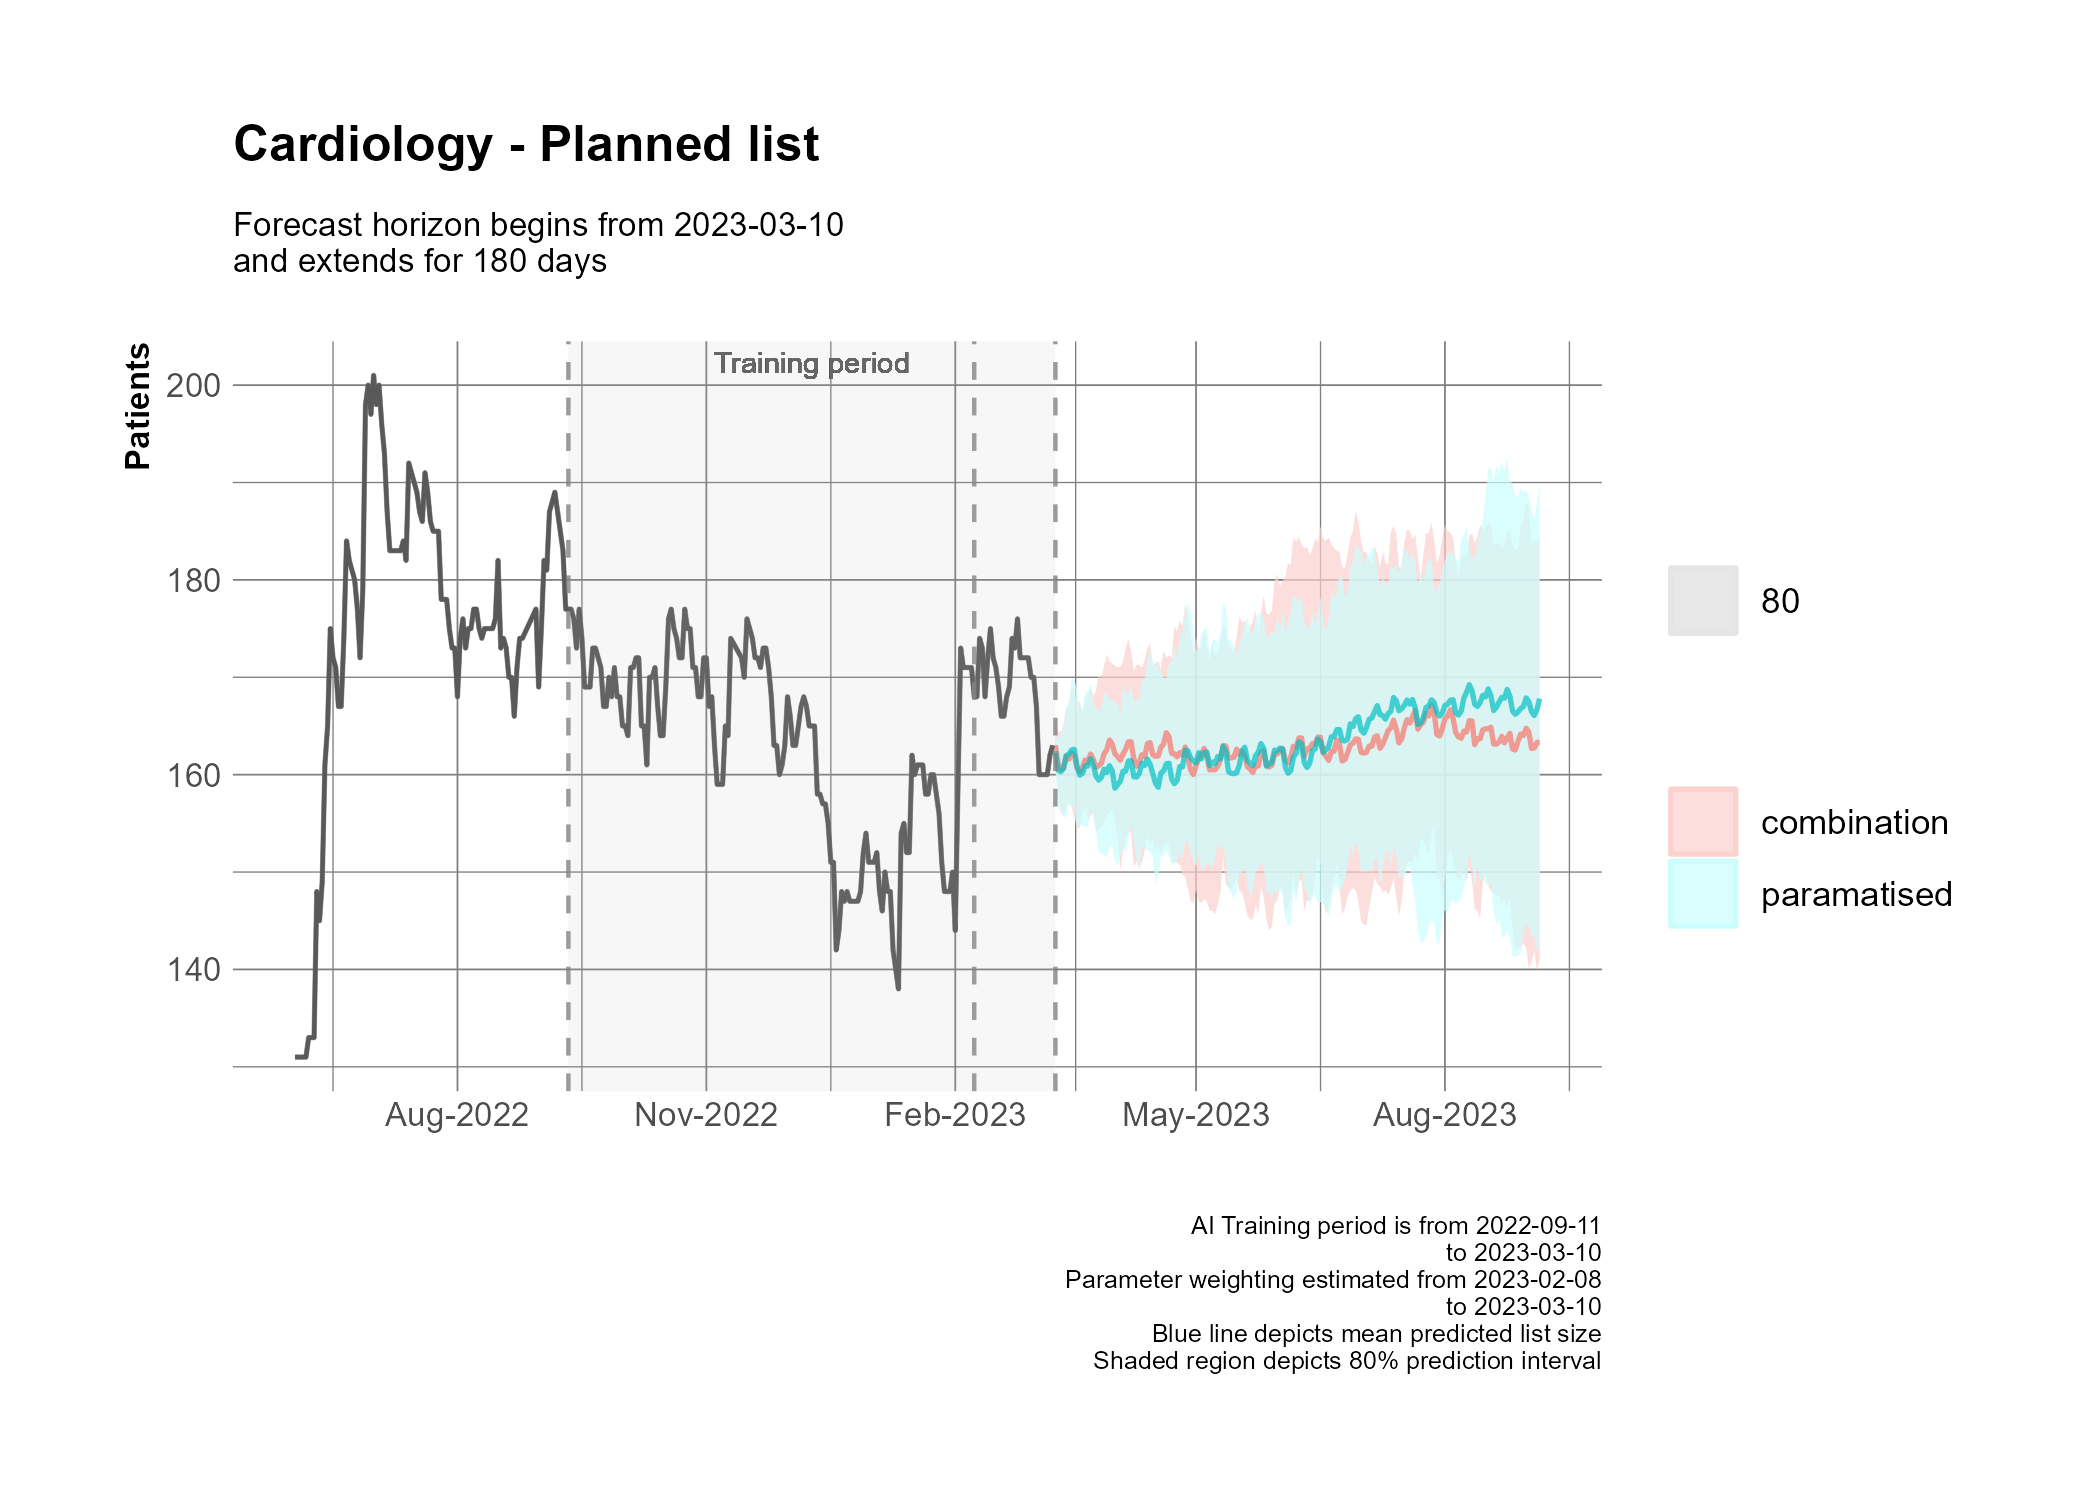 Cardiology - Planned list
Forecast horizon begins from 2023-03-10
and extends for 180 days
Patients
Training period
200
180
160
140
80
combination
paramatised
Aug-2022
Nov-2022
Feb-2023
May-2023
Aug-2023
AI Training period is from 2022-09-11
to 2023-03-10
Parameter weighting estimated from 2023-02-08
to 2023-03-10
Blue line depicts mean predicted list size
Shaded region depicts 80% prediction interval